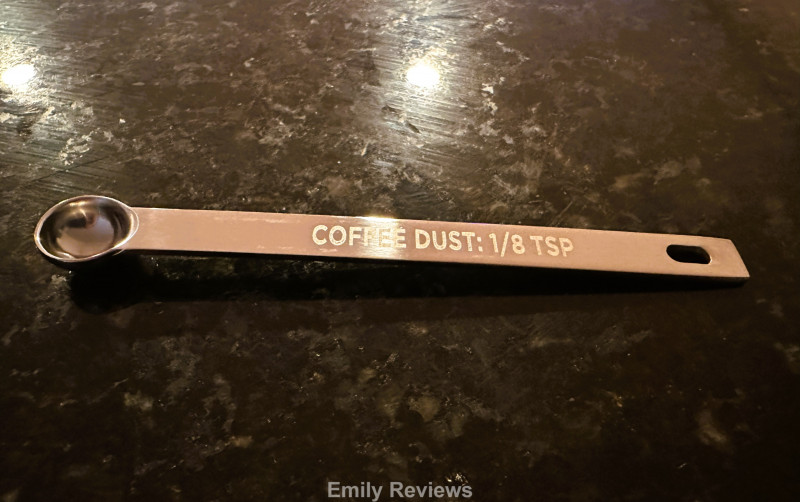 COFFEE DUST: 1/8 TSP
Emily Reviews